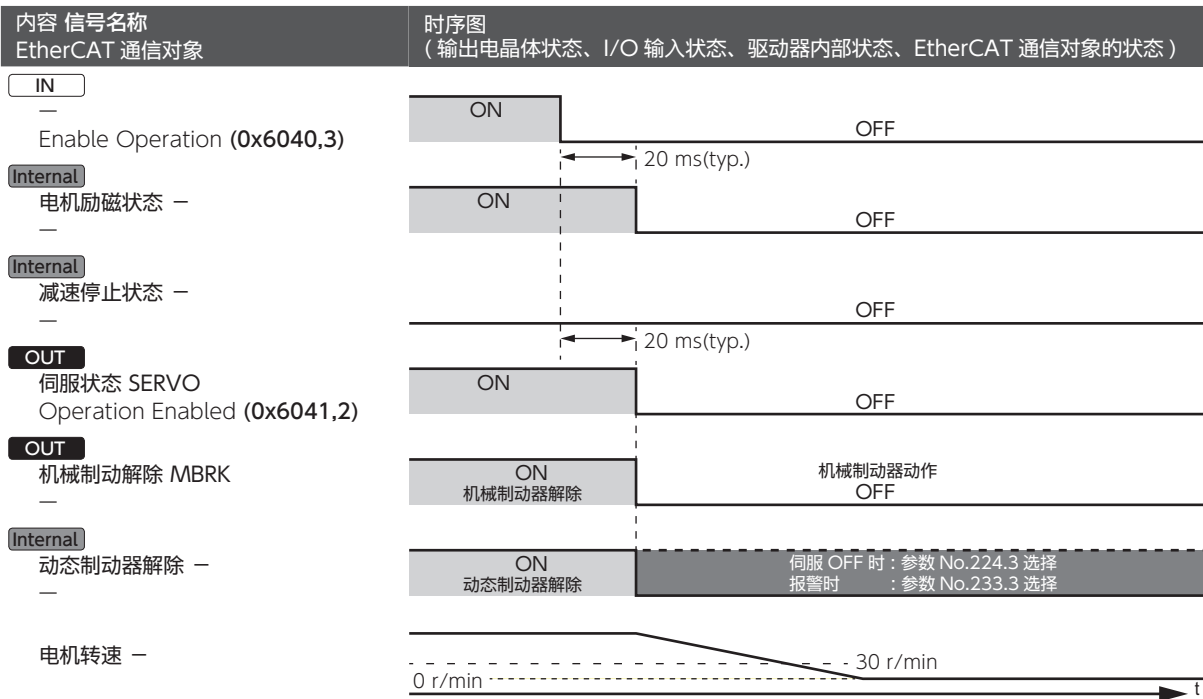 内容 信号名称
EtherCAT 通信对象
时序图
( 输出电晶体状态、I/O 输入状态、驱动器内部状态、EtherCAT 通信对象的状态 )
IN
—
Enable Operation (0x6040,3)
ON
OFF
20 ms(typ.)
Internal
电机励磁状态 —
—
ON
OFF
Internal
减速停止状态 —
—
OFF
20 ms(typ.)
OUT
伺服状态 SERVO
Operation Enabled (0x6041,2)
ON
OFF
OUT
机械制动解除 MBRK
—
ON
机械制动器解除
机械制动器动作
OFF
Internal
动态制动器解除 —
—
ON
动态制动器解除
伺服 OFF 时 : 参数 No.224.3 选择
报警时 : 参数 No.233.3 选择
电机转速 —
30 r/min
0 r/min
t